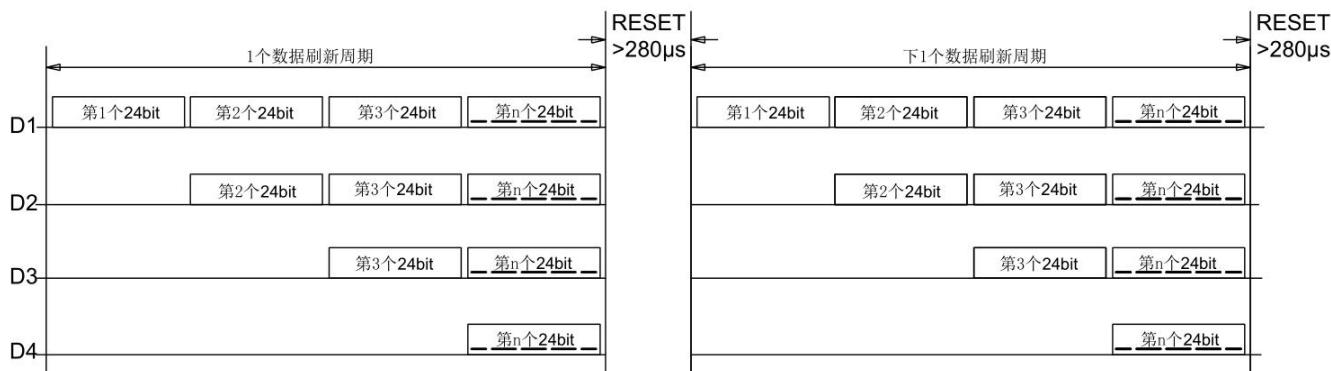 RESET
>280μs
RESET
>280μs
1个数据刷新周期
下1个数据刷新周期
D1 第1个24bit 第2个24bit 第3个24bit 第n个24bit 第1个24bit 第2个24bit 第3个24bit 第n个24bit
D2 第2个24bit 第3个24bit 第n个24bit 第2个24bit 第3个24bit 第n个24bit
D3 第3个24bit 第n个24bit 第3个24bit 第n个24bit
D4 第n个24bit 第n个24bit